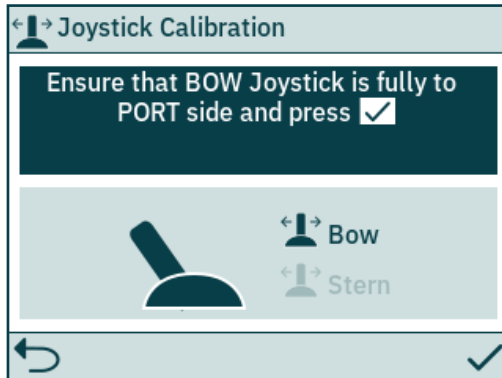 Joystick Calibration
Ensure that BOW Joystick is fully to
PORT side and press
Bow
Stern